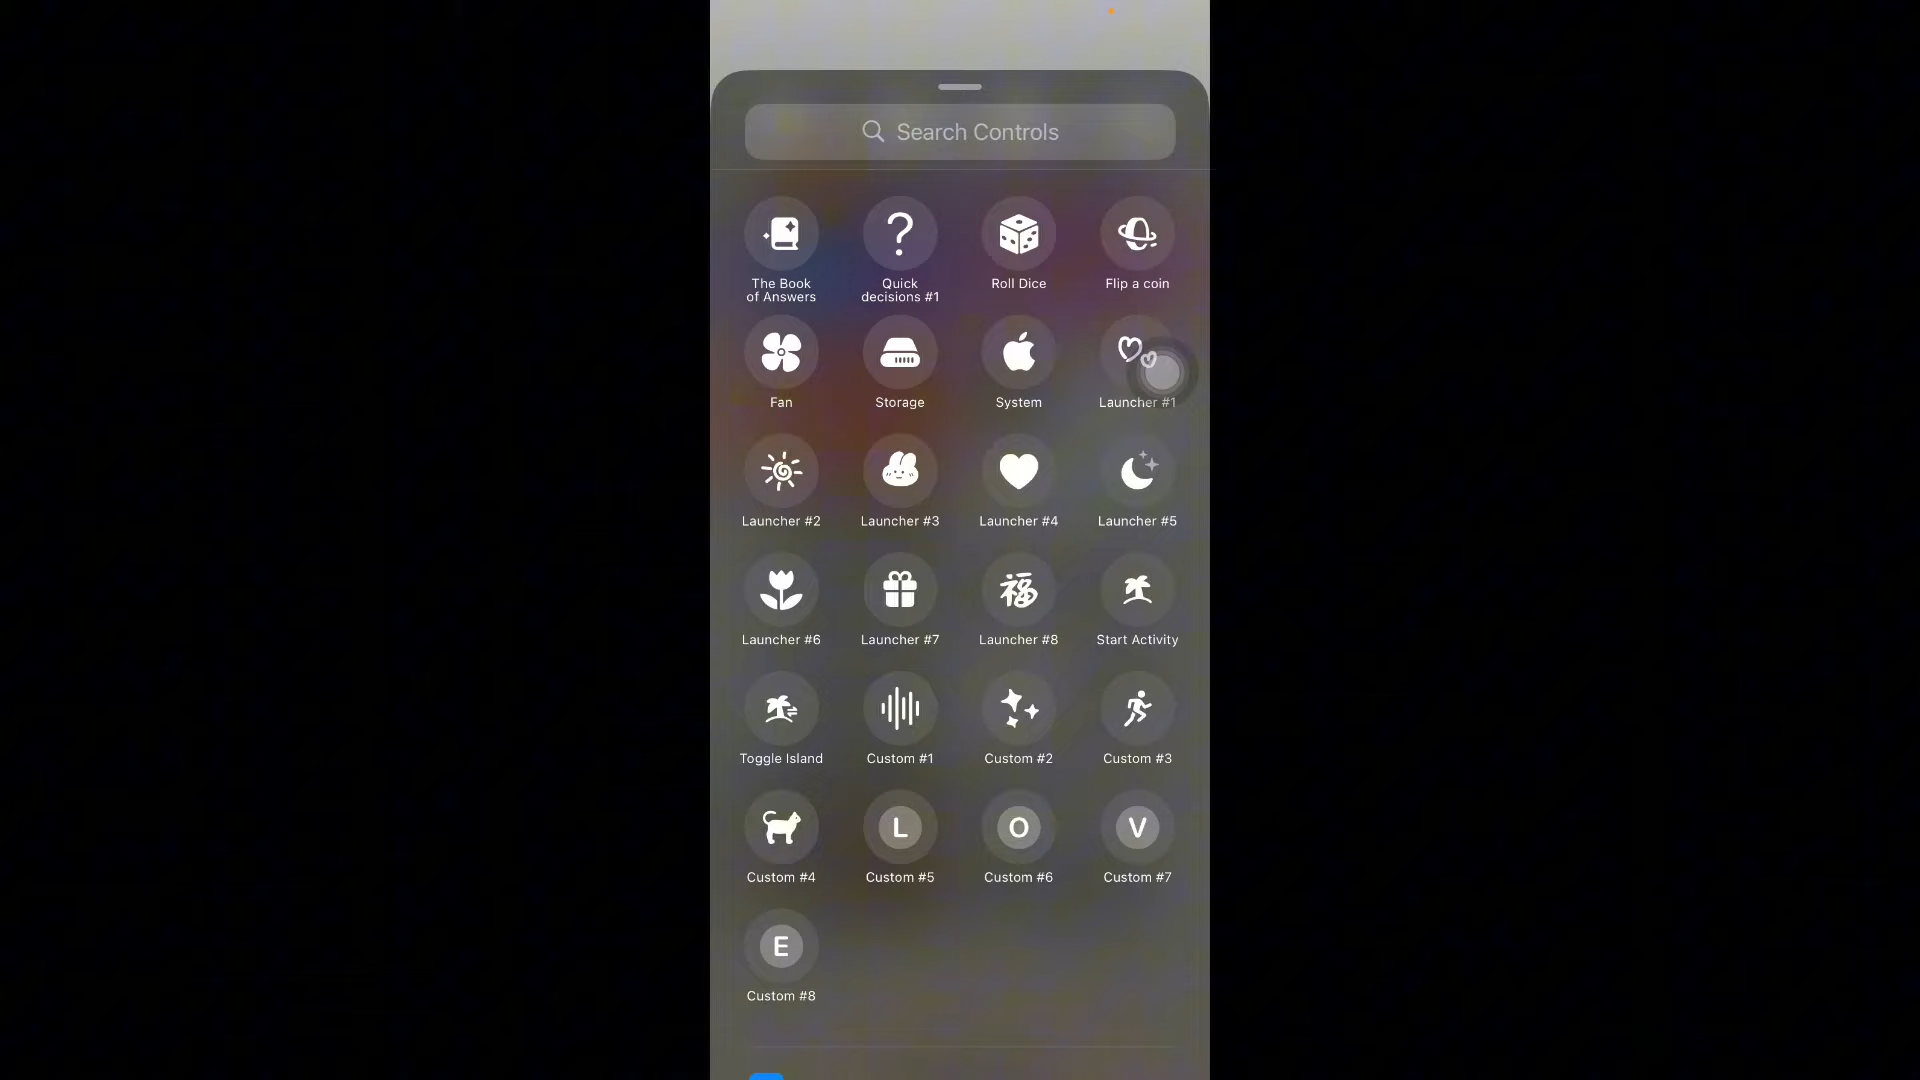 Search Controls
The Book
of Answers
Quick
decisions #1
Roll Dice
Flip a coin
Fan
Storage
System
Launcher #1
Launcher #2
Launcher #3
Launcher #4
Launcher #5
Launcher #6
Launcher #7
福
Launcher #8
Start Activity
Toggle Island
Custom #1
Custom #2
Custom #3
Custom #4
L
Custom #5
O
Custom #6
V
Custom #7
E
Custom #8